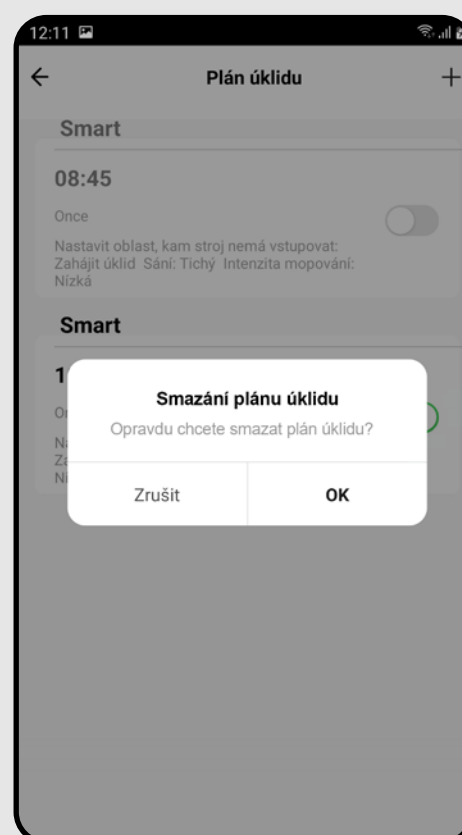 12:11
Plán úklidu
Smart
08:45
Once
Nastavit oblast, kam stroj nemá vstupovat:
Zahájit úklid Sání: Tichý Intenzita mopování:
Nízká
Smart
Smazání plánu úklidu
Opravdu chcete smazat plán úklidu?
Zrušit
OK